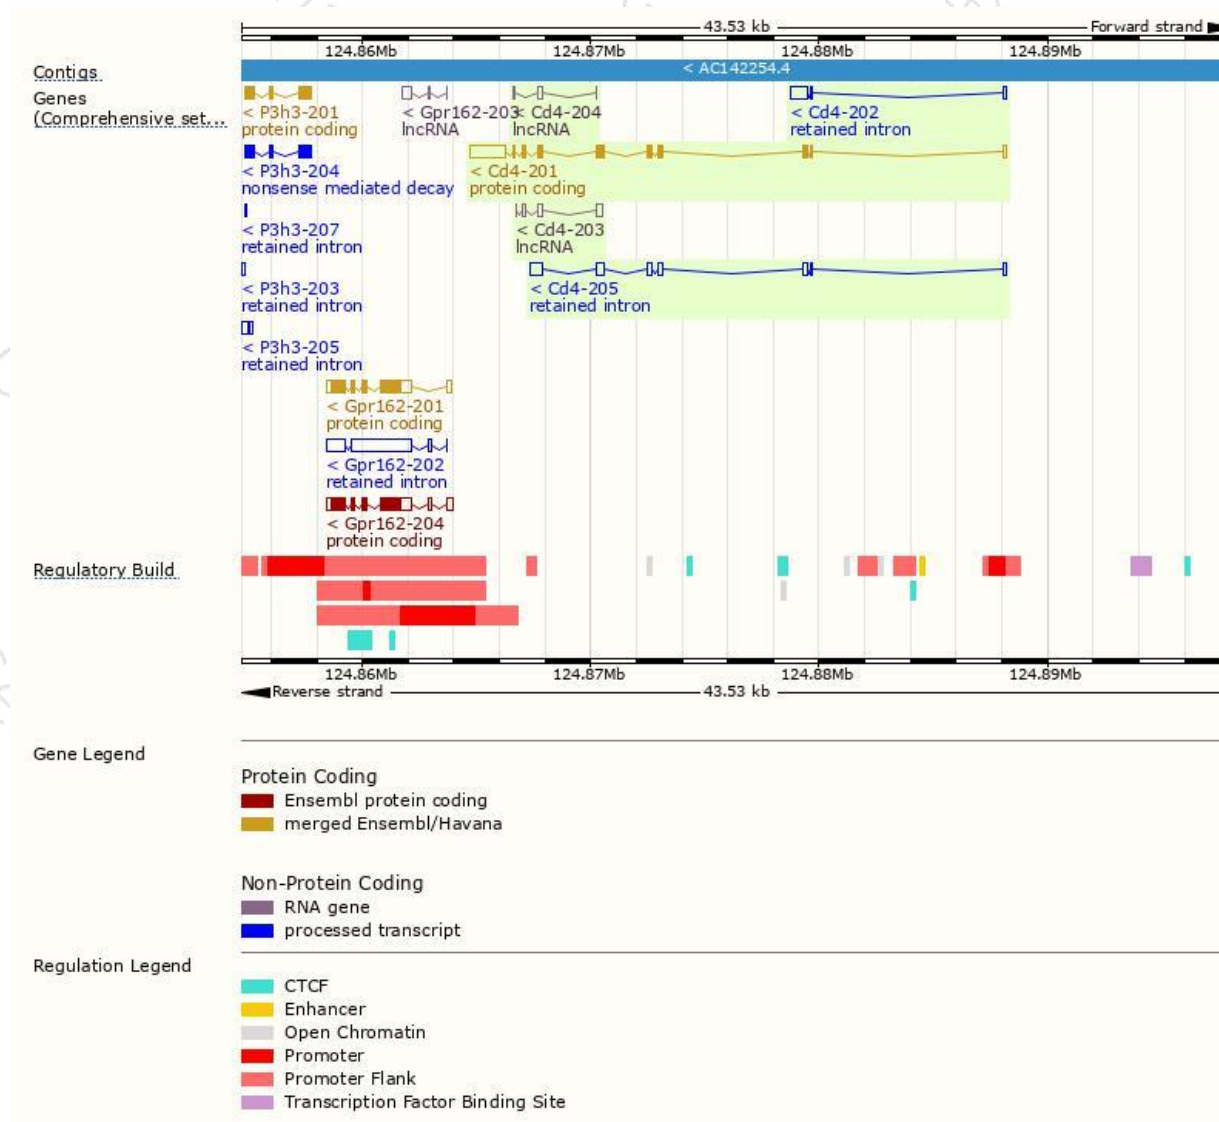 43.53 kb Forward strand
124.86Mb 124.87Mb 124.88Mb 124.89Mb
Contigs < AC142254.4
Genes
(Comprehensive set...
< P3h3-201 < Gpr162-203 < Cd4-204 < Cd4-202
protein coding lncRNA lncRNA retained intron
< P3h3-204 < Cd4-201
nonsense mediated decay protein coding
< P3h3-207 < Cd4-203
retained intron lncRNA
< P3h3-203 < Cd4-205
retained intron retained intron
< P3h3-205
retained intron
< Gpr162-201
protein coding
< Gpr162-202
retained intron
< Gpr162-204
protein coding
Regulatory Build
124.86Mb 124.87Mb 124.88Mb 124.89Mb
Reverse strand 43.53 kb
Gene Legend
Protein Coding
Ensembl protein coding
merged Ensembl/Havana
Non-Protein Coding
RNA gene
processed transcript
Regulation Legend
CTCF
Enhancer
Open Chromatin
Promoter
Promoter Flank
Transcription Factor Binding Site